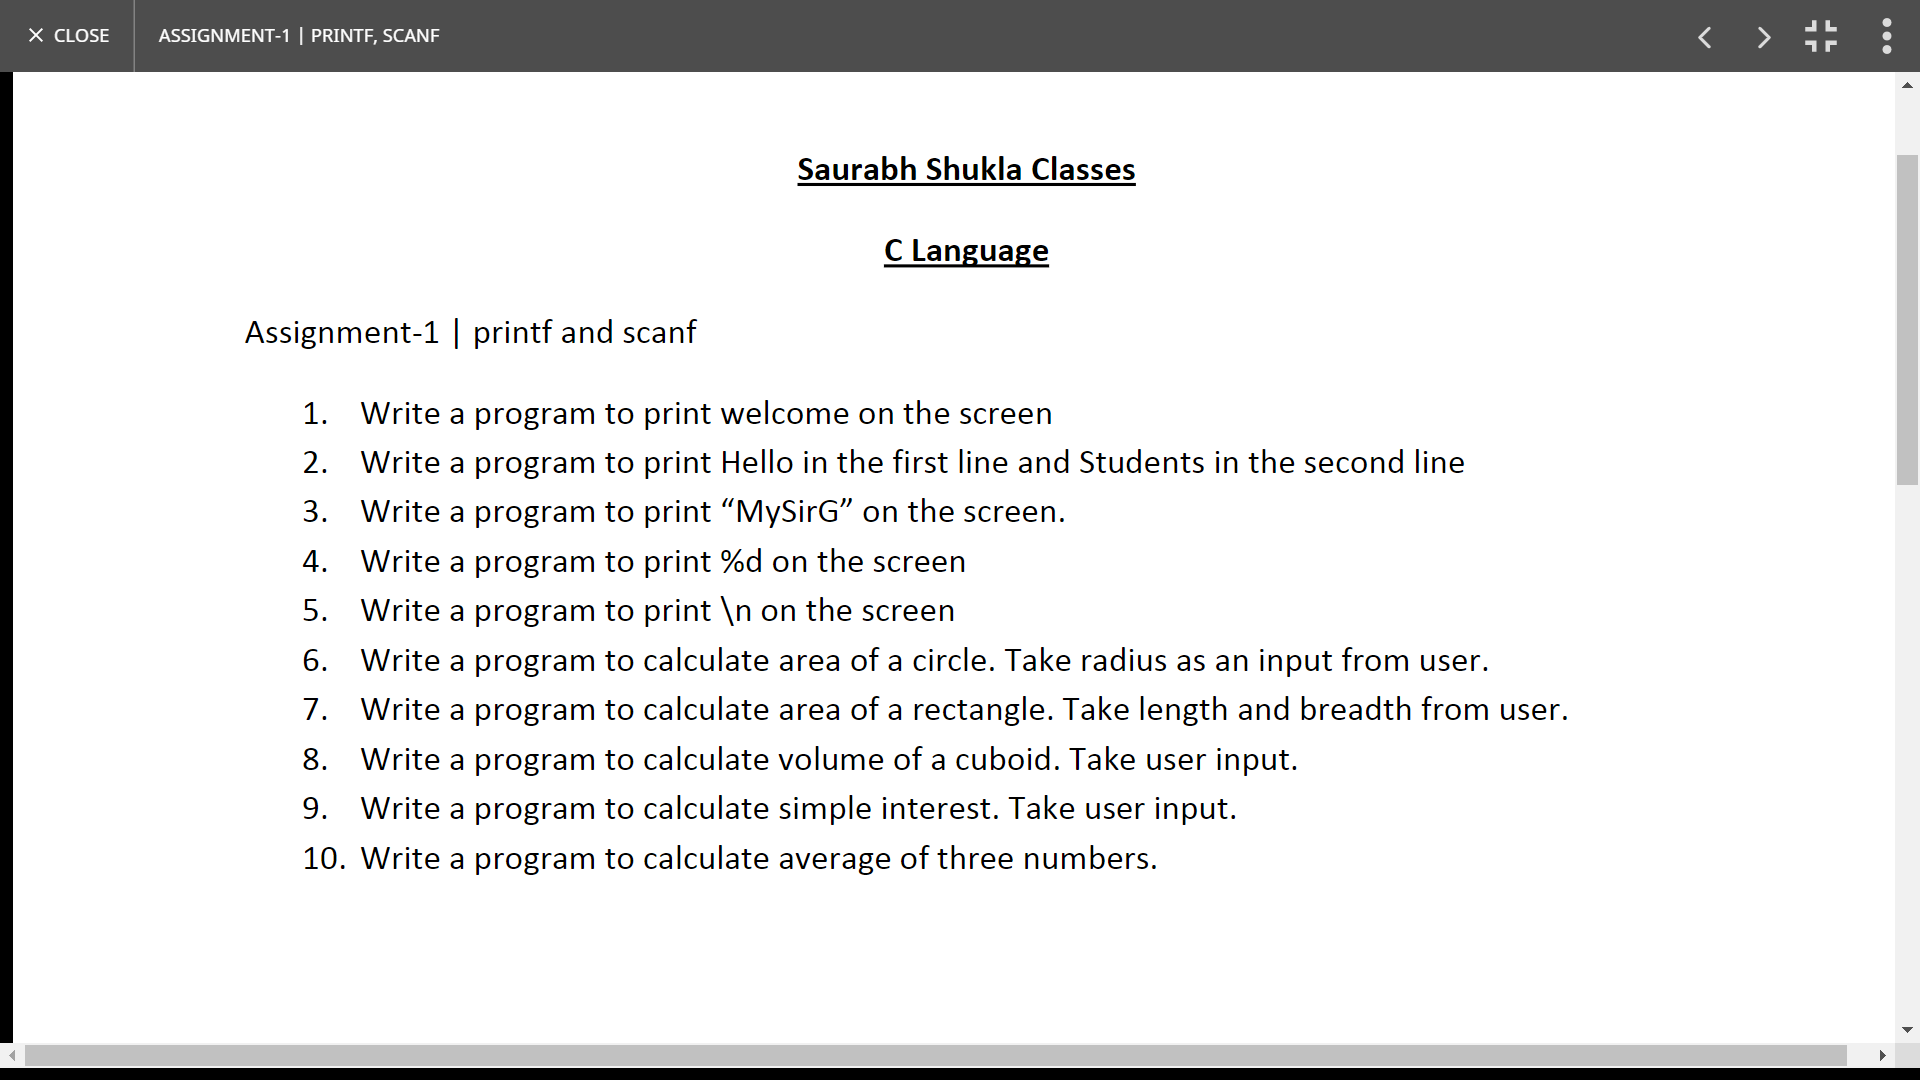 CLOSE
ASSIGNMENT-1 | PRINTF, SCANF
Saurabh Shukla Classes
C Language
Assignment-1 | printf and scanf
1. Write a program to print welcome on the screen
2. Write a program to print Hello in the first line and Students in the second line
3. Write a program to print “MySirG” on the screen.
4. Write a program to print %d on the screen
5. Write a program to print \n on the screen
6. Write a program to calculate area of a circle. Take radius as an input from user.
7. Write a program to calculate area of a rectangle. Take length and breadth from user.
8. Write a program to calculate volume of a cuboid. Take user input.
9. Write a program to calculate simple interest. Take user input.
10. Write a program to calculate average of three numbers.